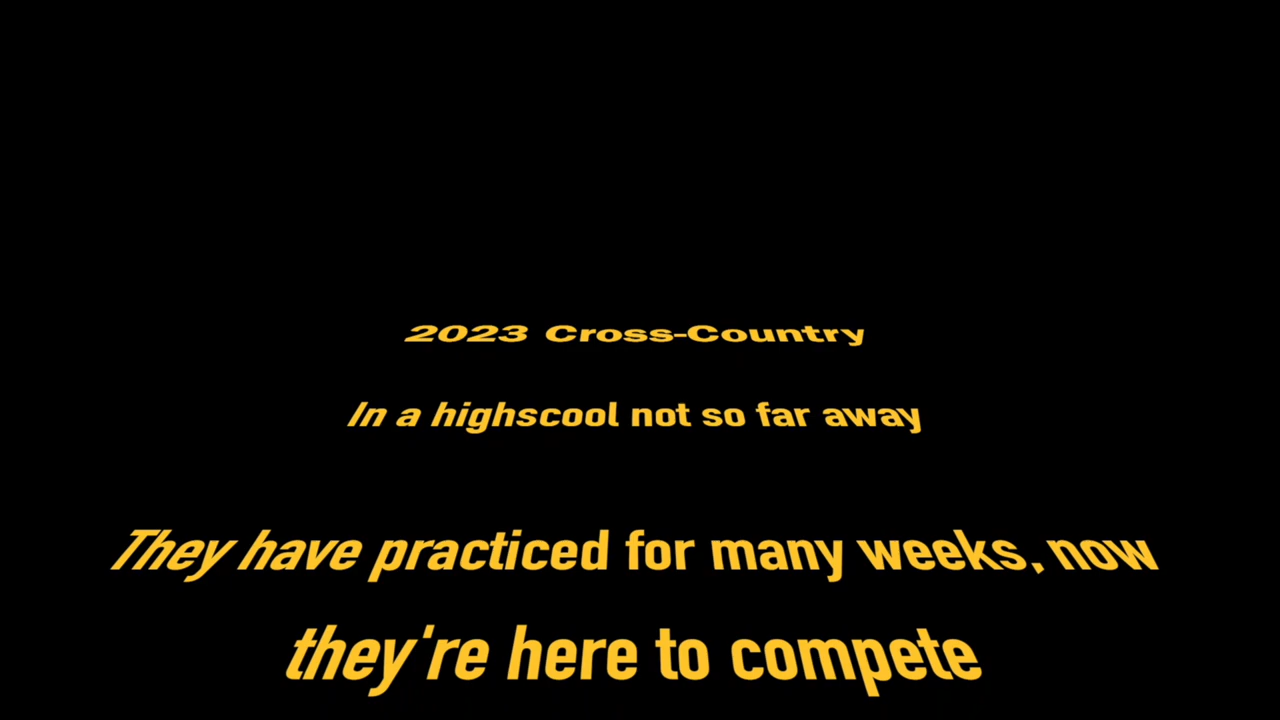 2023 Cross-Country
In a highscool not so far away
They have practiced for many weeks, now
they're here to compete